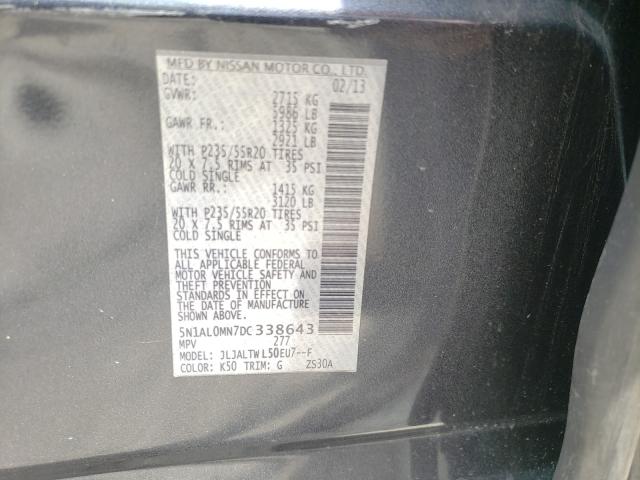 MFD BY NISSAN MOTOR CO., LTD.
DATE: 02/13
GVWR: 2715 KG
5986 LB
GAWR FR.: 1325 KG
2921 LB
WITH P235/55R20 TIRES
20 X 7.5 RIMS AT 35 PSI
COLD SINGLE
GAWR RR.: 1415 KG
3120 LB
WITH P235/55R20 TIRES
20 X 7.5 RIMS AT 35 PSI
COLD SINGLE
THIS VEHICLE CONFORMS TO
ALL APPLICABLE FEDERAL
MOTOR VEHICLE SAFETY AND
THEFT PREVENTION
STANDARDS IN EFFECT ON
THE DATE OF MANUFACTURE
SHOWN ABOVE.
5N1AL0MN7DC338643
MPV 277
MODEL: JLJALTWL50EU7--F
COLOR: K50 TRIM: G ZS30A